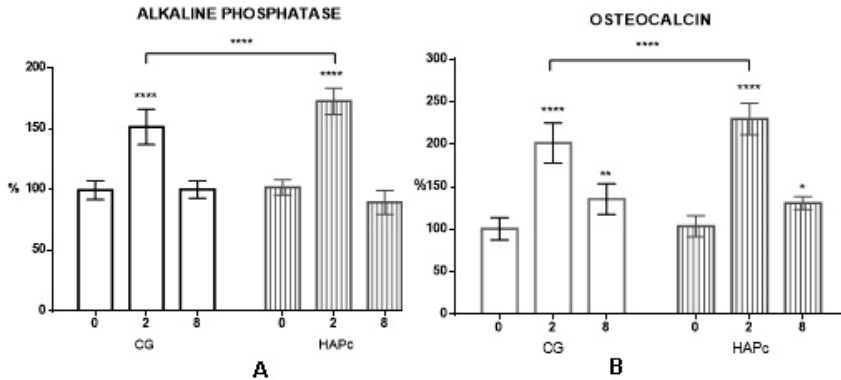 ALKALINE PHOSPHATASE
****
200
****
150
% 100
50
0
0 2 8 0 2 8
CG HAPc
A
OSTEOCALCIN
****
300
250
****
****
200
%150
**
*
100
50
0
0 2 8 0 2 8
CG HAPc
B